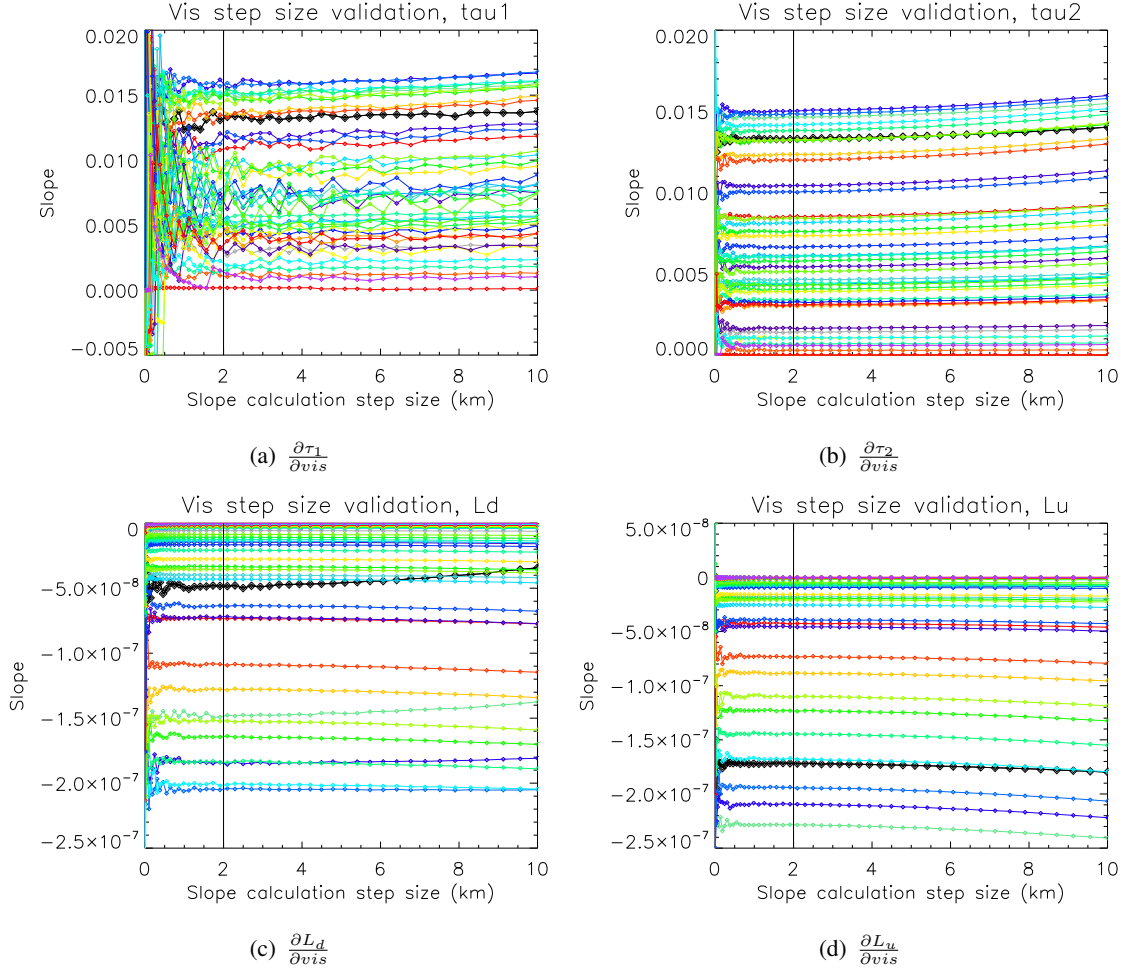 Vis step size validation, tau1
0.020
0.015
0.010
0.005
0.000
−0.005
Slope
0 2 4 6 8 10
Slope calculation step size (km)
(a) ∂τ₁/∂vis
Vis step size validation, tau2
0.020
0.015
0.010
0.005
0.000
Slope
0 2 4 6 8 10
Slope calculation step size (km)
(b) ∂τ₂/∂vis
Vis step size validation, Ld
0
−5.0×10⁻⁸
−1.0×10⁻⁷
−1.5×10⁻⁷
−2.0×10⁻⁷
−2.5×10⁻⁷
Slope
0 2 4 6 8 10
Slope calculation step size (km)
(c) ∂L_d/∂vis
Vis step size validation, Lu
5.0×10⁻⁸
0
−5.0×10⁻⁸
−1.0×10⁻⁷
−1.5×10⁻⁷
−2.0×10⁻⁷
−2.5×10⁻⁷
Slope
0 2 4 6 8 10
Slope calculation step size (km)
(d) ∂L_u/∂vis